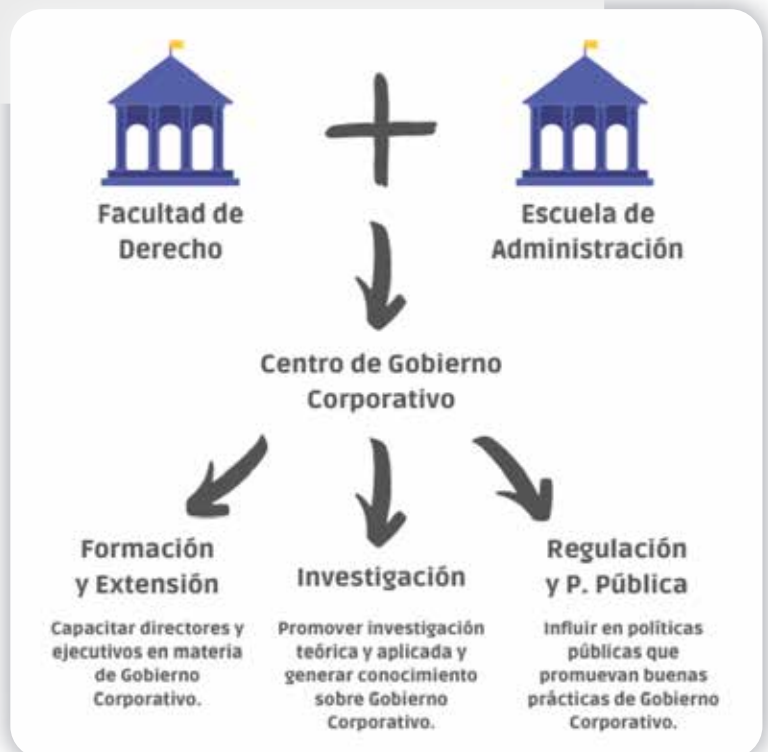 Facultad de
Derecho
Escuela de
Administración
Centro de Gobierno
Corporativo
Formación
y Extensión
Capacitar directores y
ejecutivos en materia
de Gobierno
Corporativo.
Investigación
Promover investigación
teórica y aplicada y
generar conocimiento
sobre Gobierno
Corporativo.
Regulación
y P. Pública
Influir en políticas
públicas que
promuevan buenas
prácticas de Gobierno
Corporativo.